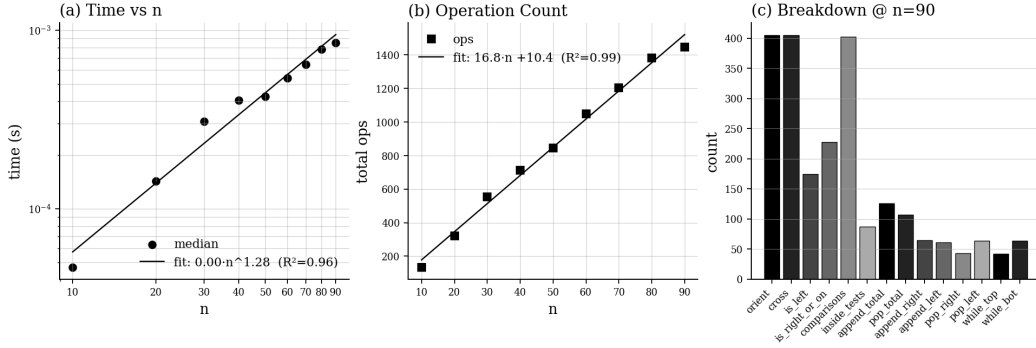 (a) Time vs n
10⁻³
10⁻⁴
time (s)
median
fit: 0.00·n^1.28 (R²=0.96)
10 20 30 40 50 60 70 80 90
n
(b) Operation Count
ops
fit: 16.8·n +10.4 (R²=0.99)
1400
1200
1000
800
600
400
200
total ops
10 20 30 40 50 60 70 80 90
n
(c) Breakdown @ n=90
400
350
300
250
200
150
100
50
0
count
orient
cross
is_left
is_right_or_on
comparisons
inside_tests
append_total
pop_total
append_right
append_left
pop_right
pop_left
while_top
while_bot